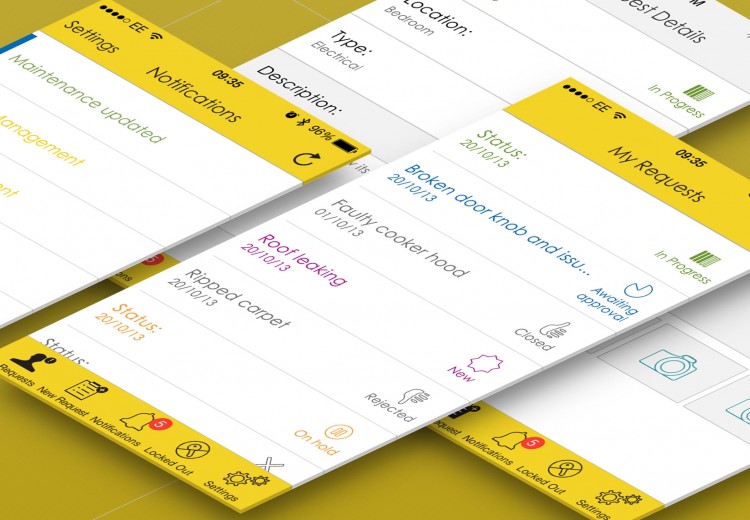 EE
09:35
96%
Settings
Notifications
Maintenance updated
Management
Location:
Bedroom
Type:
Electrical
Description:
its
Details
In Progress
EE
09:35
My Requests
Status:
20/10/13
In Progress
Broken door knob and issu...
20/10/13
Awaiting
approval
Faulty cooker hood
01/10/13
Closed
Roof leaking
20/10/13
New
Ripped carpet
20/10/13
Rejected
Status:
20/10/13
On hold
Status:
Requests
New Request
5
Notifications
Locked Out
Settings
5
Request
Notifications
Locked Out
Settings
5